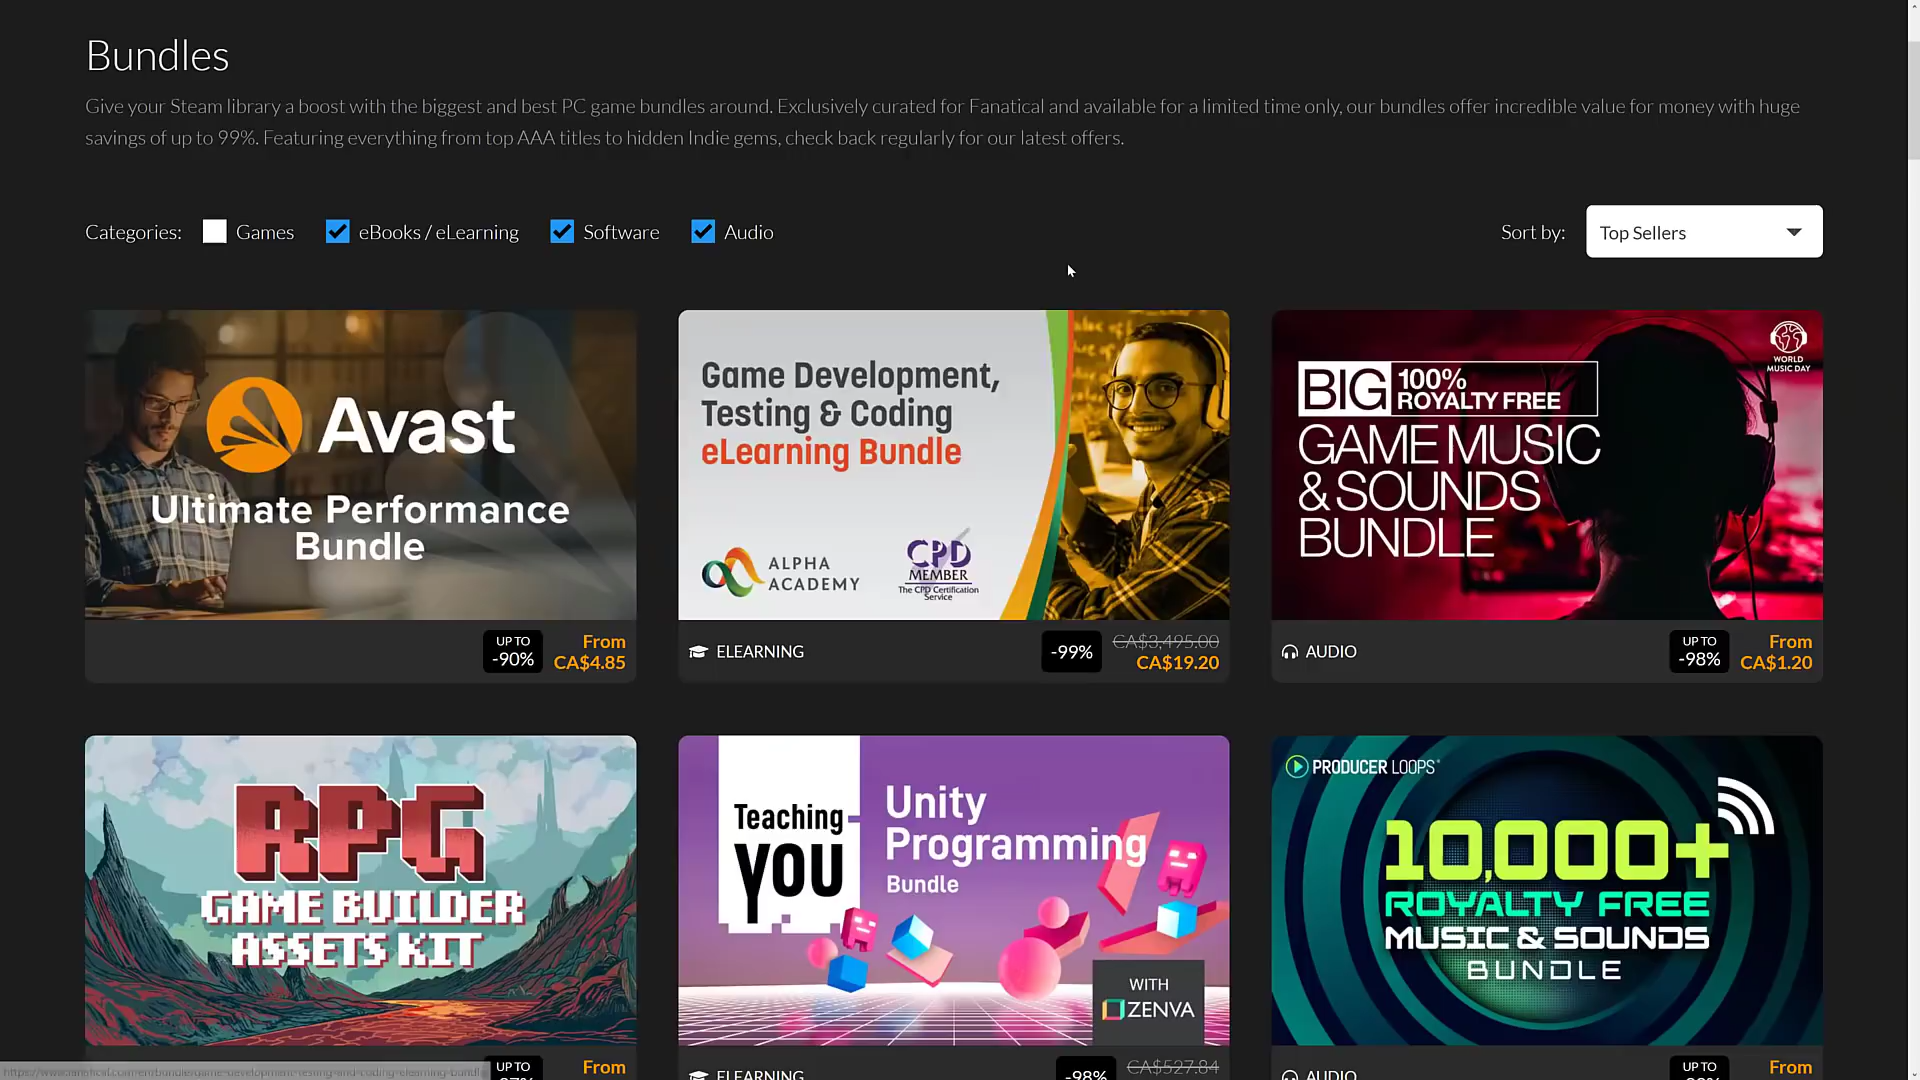 Bundles
Give your Steam library a boost with the biggest and best PC game bundles around. Exclusively curated for Fanatical and available for a limited time only, our bundles offer incredible value for money with huge
savings of up to 99%. Featuring everything from top AAA titles to hidden Indie gems, check back regularly for our latest offers.
Categories: Games eBooks / eLearning Software Audio Sort by: Top Sellers
Avast
Ultimate Performance
Bundle
UP TO
-90%
From
CA$4.85
Game Development,
Testing & Coding
eLearning Bundle
ALPHA
ACADEMY
CPD
MEMBER
The CPD Certification
Service
ELEARNING
-99%
CA$3,495.00
CA$19.20
WORLD
MUSIC DAY
BIG 100%
ROYALTY FREE
GAME MUSIC
& SOUNDS
BUNDLE
AUDIO
UP TO
-98%
From
CA$1.20
RPG
GAME BUILDER
ASSETS KIT
UP TO
From
Teaching
YOU
Unity
Programming
Bundle
WITH
ZENVA
ELEARNING
-98%
CA$527.84
PRODUCER LOOPS
10,000+
ROYALTY FREE
MUSIC & SOUNDS
BUNDLE
AUDIO
UP TO
From